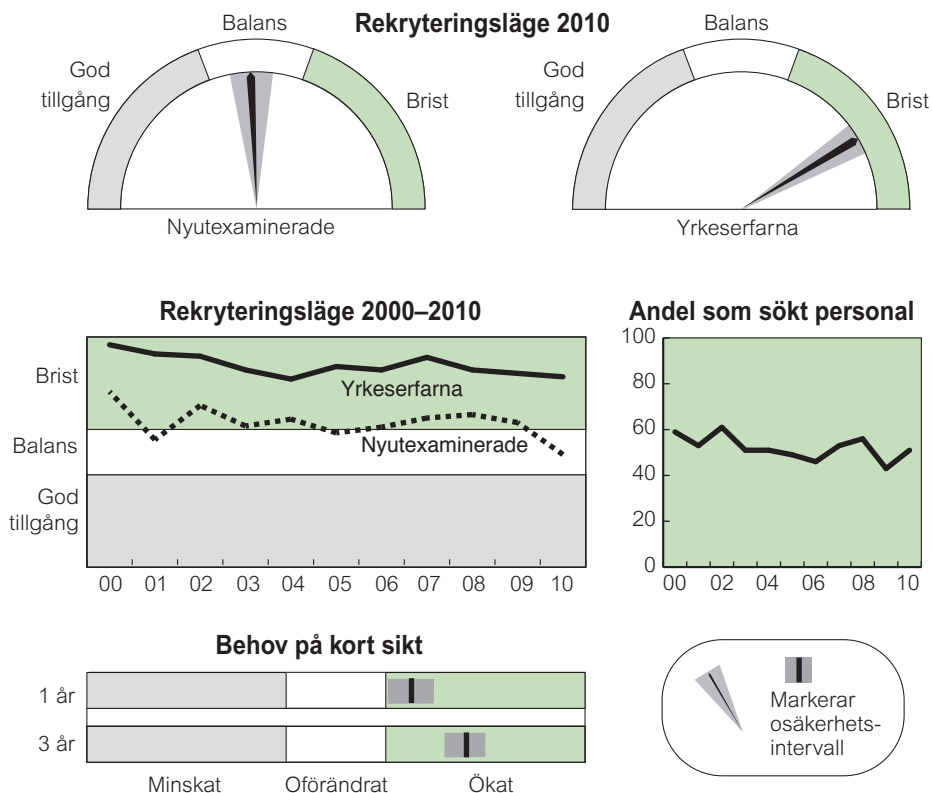 Rekryteringsläge 2010
Balans
God
tillgång
Brist
Nyutexaminerade
Balans
God
tillgång
Brist
Yrkeserfarna
Rekryteringsläge 2000–2010
Brist
Balans
God
tillgång
Yrkeserfarna
Nyutexaminerade
00 01 02 03 04 05 06 07 08 09 10
Andel som sökt personal
100
80
60
40
20
0
00 02 04 06 08 10
Behov på kort sikt
1 år
3 år
Minskat Oförändrat Ökat
Markerar
osäkerhets-
intervall